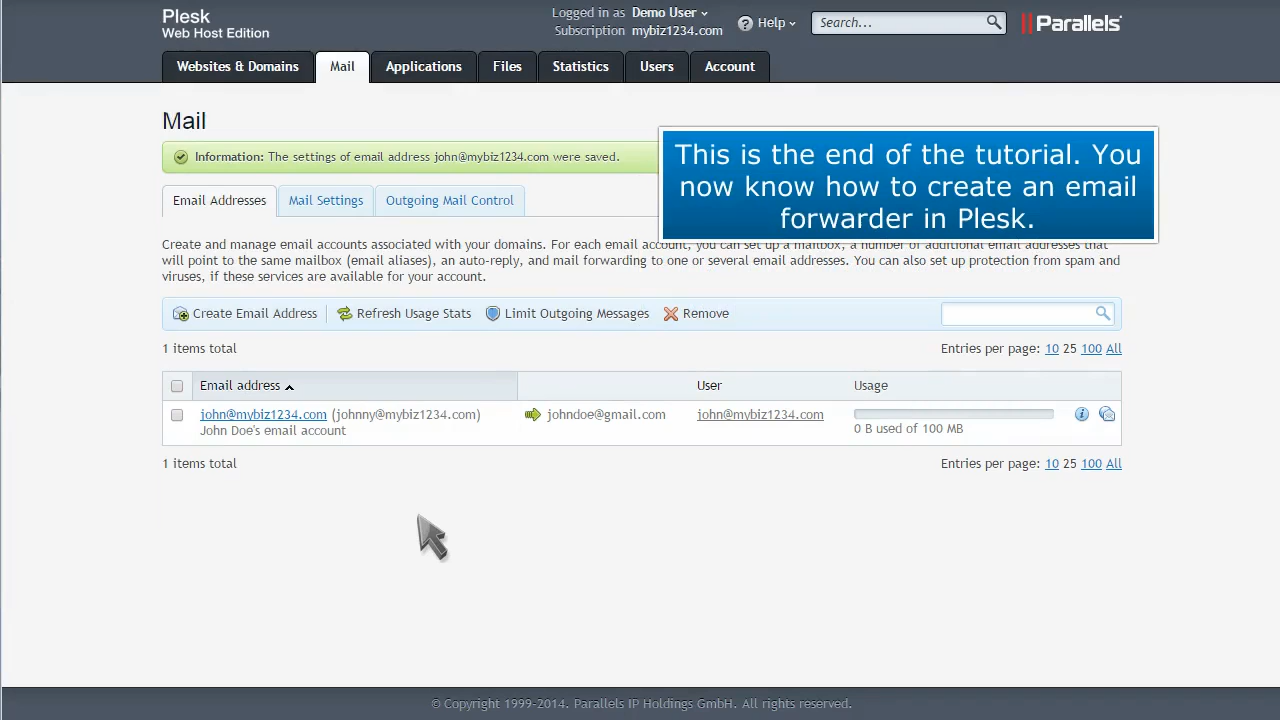 Plesk
Web Host Edition
Logged in as Demo User
Subscription mybiz1234.com
Help
Search...
Parallels
Websites & Domains
Mail
Applications
Files
Statistics
Users
Account
Mail
Information: The settings of email address john@mybiz1234.com were saved.
This is the end of the tutorial. You
now know how to create an email
forwarder in Plesk.
Email Addresses
Mail Settings
Outgoing Mail Control
Create and manage email accounts associated with your domains. For each email account, you can set up a mailbox, a number of additional email addresses that
will point to the same mailbox (email aliases), an auto-reply, and mail forwarding to one or several email addresses. You can also set up protection from spam and
viruses, if these services are available for your account.
Create Email Address
Refresh Usage Stats
Limit Outgoing Messages
Remove
1 items total
Entries per page: 10 25 100 All
Email address
User
Usage
john@mybiz1234.com (johnny@mybiz1234.com)
John Doe's email account
johndoe@gmail.com
john@mybiz1234.com
0 B used of 100 MB
1 items total
Entries per page: 10 25 100 All
© Copyright 1999-2014. Parallels IP Holdings GmbH. All rights reserved.